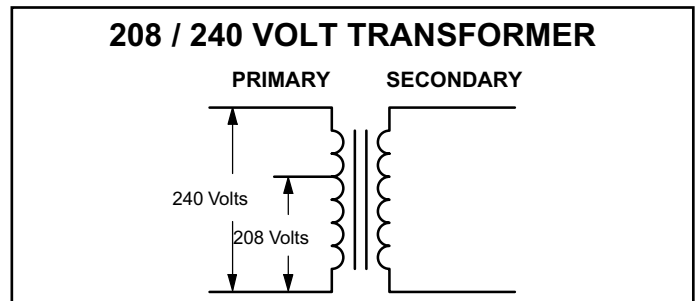 208 / 240 VOLT TRANSFORMER
PRIMARY SECONDARY
240 Volts
208 Volts